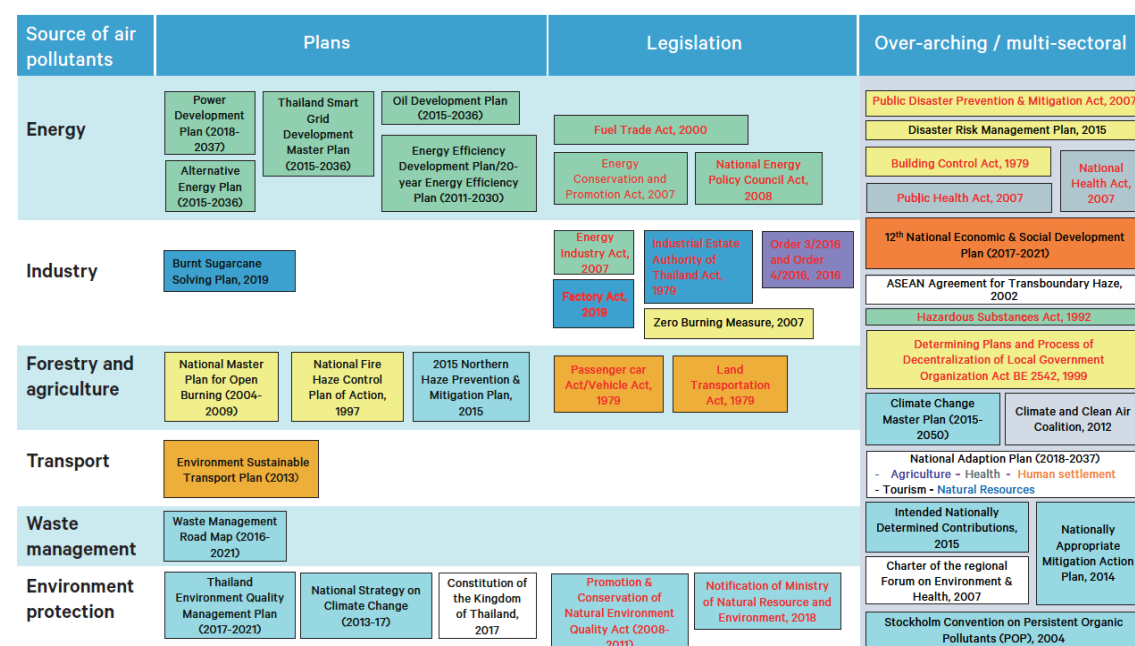 Source of air
pollutants
Plans
Legislation
Over-arching / multi-sectoral
Energy
Power
Development
Plan (2018-
2037)
Alternative
Energy Plan
(2015-2036)
Thailand Smart
Grid
Development
Master Plan
(2015-2036)
Oil Development Plan
(2015-2036)
Energy Efficiency
Development Plan/20-
year Energy Efficiency
Plan (2011-2030)
Fuel Trade Act, 2000
Energy
Conservation and
Promotion Act, 2007
National Energy
Policy Council Act,
2008
Public Disaster Prevention & Mitigation Act, 2007
Disaster Risk Management Plan, 2015
Building Control Act, 1979
Public Health Act, 2007
National
Health Act,
2007
Industry
Burnt Sugarcane
Solving Plan, 2019
Energy
Industry Act,
2007
Factory Act,
2019
Industrial Estate
Authority of
Thailand Act,
1979
Order 3/2016
and Order
4/2016, 2016
Zero Burning Measure, 2007
12th National Economic & Social Development
Plan (2017-2021)
ASEAN Agreement for Transboundary Haze,
2002
Hazardous Substances Act, 1992
Forestry and
agriculture
National Master
Plan for Open
Burning (2004-
2009)
National Fire
Haze Control
Plan of Action,
1997
2015 Northern
Haze Prevention &
Mitigation Plan,
2015
Passenger car
Act/Vehicle Act,
1979
Land
Transportation
Act, 1979
Determining Plans and Process of
Decentralization of Local Government
Organization Act BE 2542, 1999
Climate Change
Master Plan (2015-
2050)
Climate and Clean Air
Coalition, 2012
Transport
Environment Sustainable
Transport Plan (2013)
National Adaption Plan (2018-2037)
- Agriculture - Health - Human settlement
- Tourism - Natural Resources
Waste
management
Waste Management
Road Map (2016-
2021)
Intended Nationally
Determined Contributions,
2015
Nationally
Appropriate
Mitigation Action
Plan, 2014
Charter of the regional
Forum on Environment &
Health, 2007
Environment
protection
Thailand
Environment Quality
Management Plan
(2017-2021)
National Strategy on
Climate Change
(2013-17)
Constitution of
the Kingdom
of Thailand,
2017
Promotion &
Conservation of
Natural Environment
Quality Act (2008-
2011)
Notification of Ministry
of Natural Resource and
Environment, 2018
Stockholm Convention on Persistent Organic
Pollutants (POP), 2004